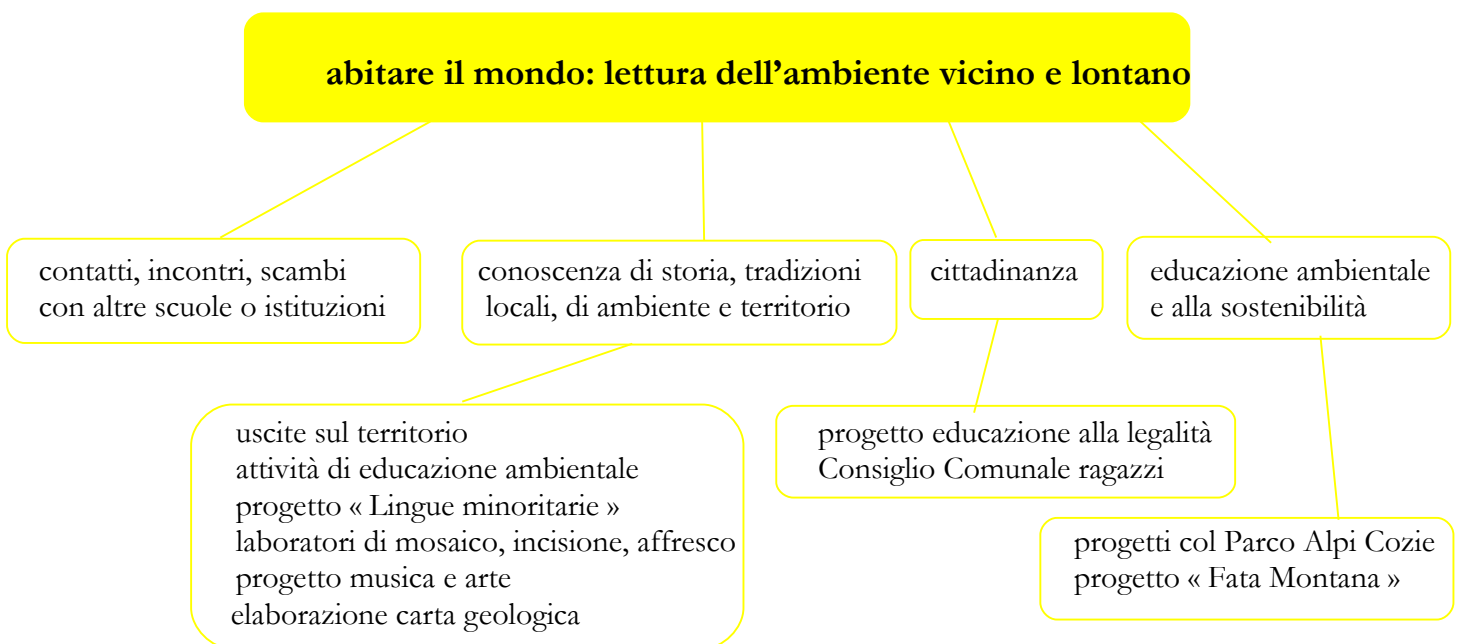 abitare il mondo: lettura dell’ambiente vicino e lontano
contatti, incontri, scambi
con altre scuole o istituzioni
conoscenza di storia, tradizioni
locali, di ambiente e territorio
cittadinanza
educazione ambientale
e alla sostenibilità
uscite sul territorio
attività di educazione ambientale
progetto « Lingue minoritarie »
laboratori di mosaico, incisione, affresco
progetto musica e arte
elaborazione carta geologica
progetto educazione alla legalità
Consiglio Comunale ragazzi
progetti col Parco Alpi Cozie
progetto « Fata Montana »